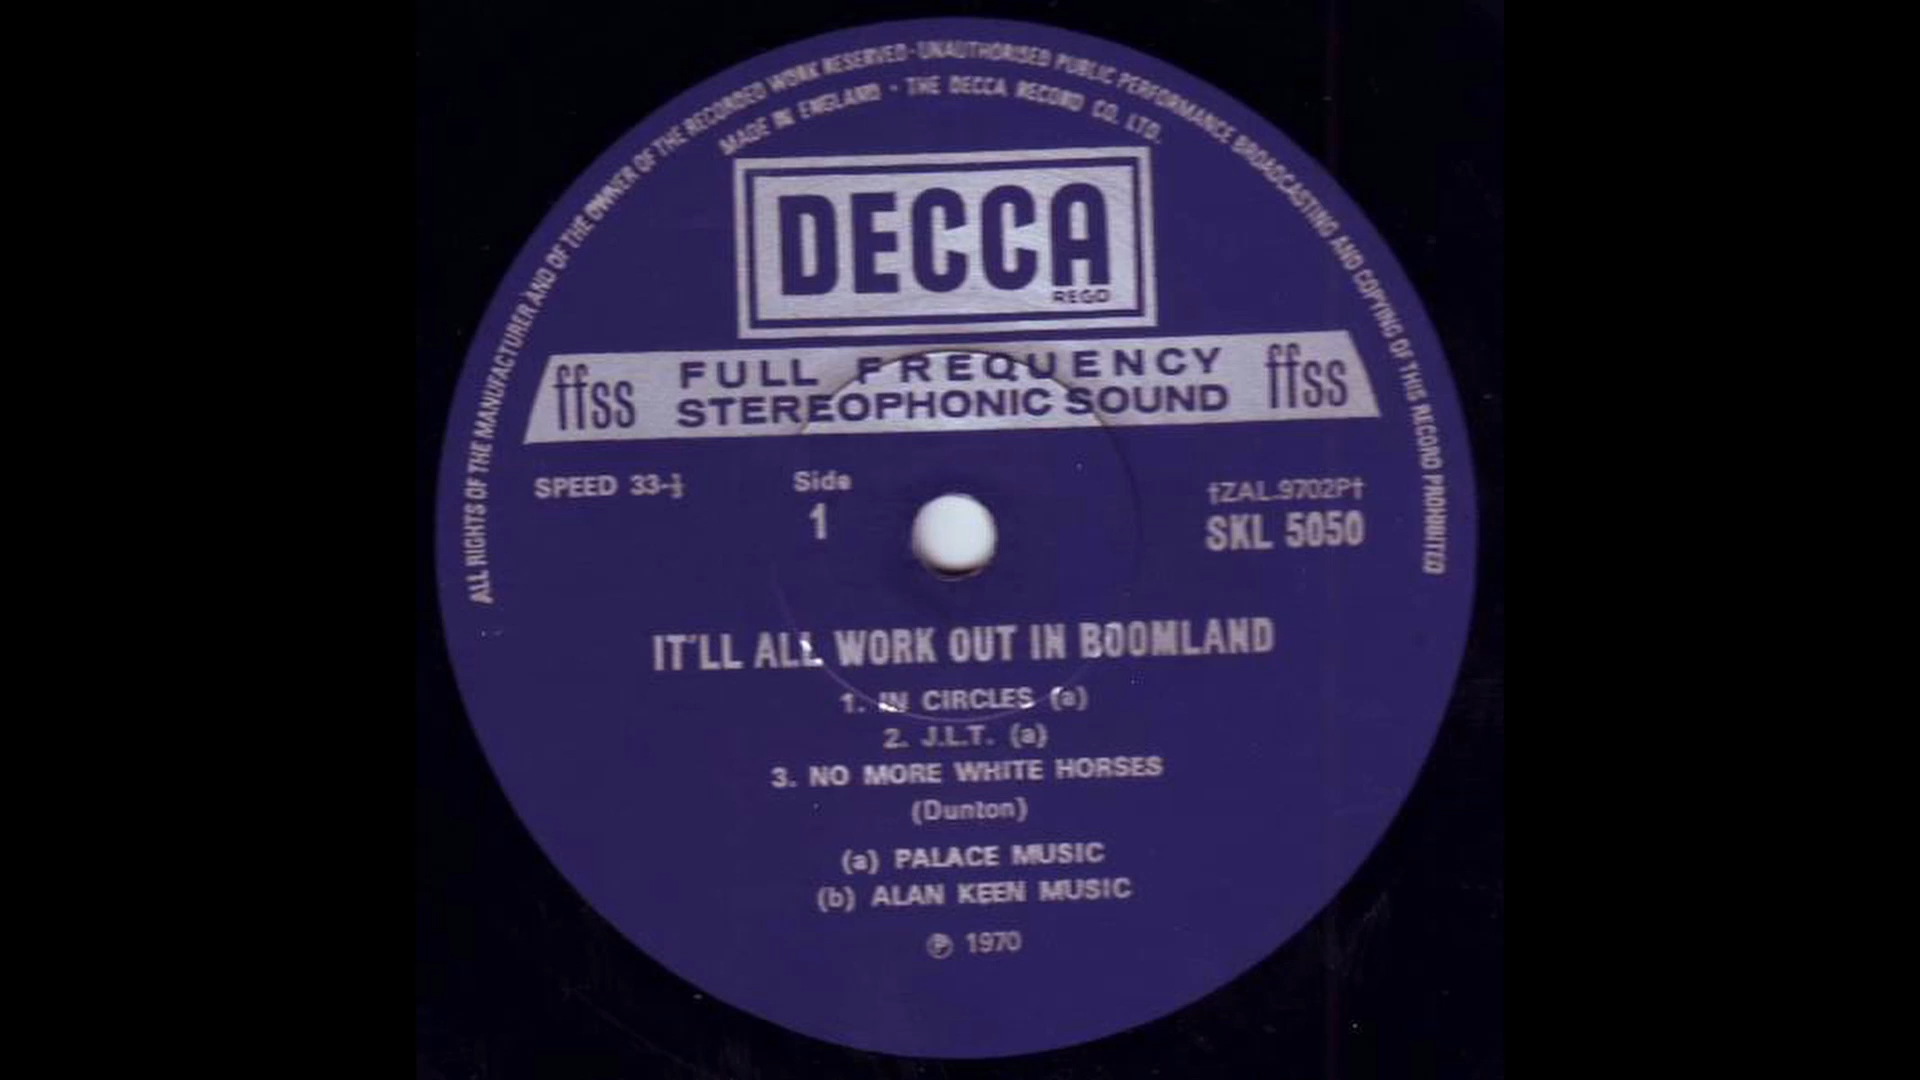 ALL RIGHTS OF THE MANUFACTURER AND OF THE OWNER OF THE RECORDED WORK RESERVED · UNAUTHORISED PUBLIC PERFORMANCE BROADCASTING AND COPYING OF THIS RECORD PROHIBITED
MADE IN ENGLAND · THE DECCA RECORD CO. LTD.
DECCA
REGD
ffss FULL FREQUENCY ffss
STEREOPHONIC SOUND
SPEED 33-⅓ Side †ZAL.9702P†
1 SKL 5050
IT'LL ALL WORK OUT IN BOOMLAND
1. IN CIRCLES (a)
2. J.L.T. (a)
3. NO MORE WHITE HORSES
(Dunton)
(a) PALACE MUSIC
(b) ALAN KEEN MUSIC
℗ 1970